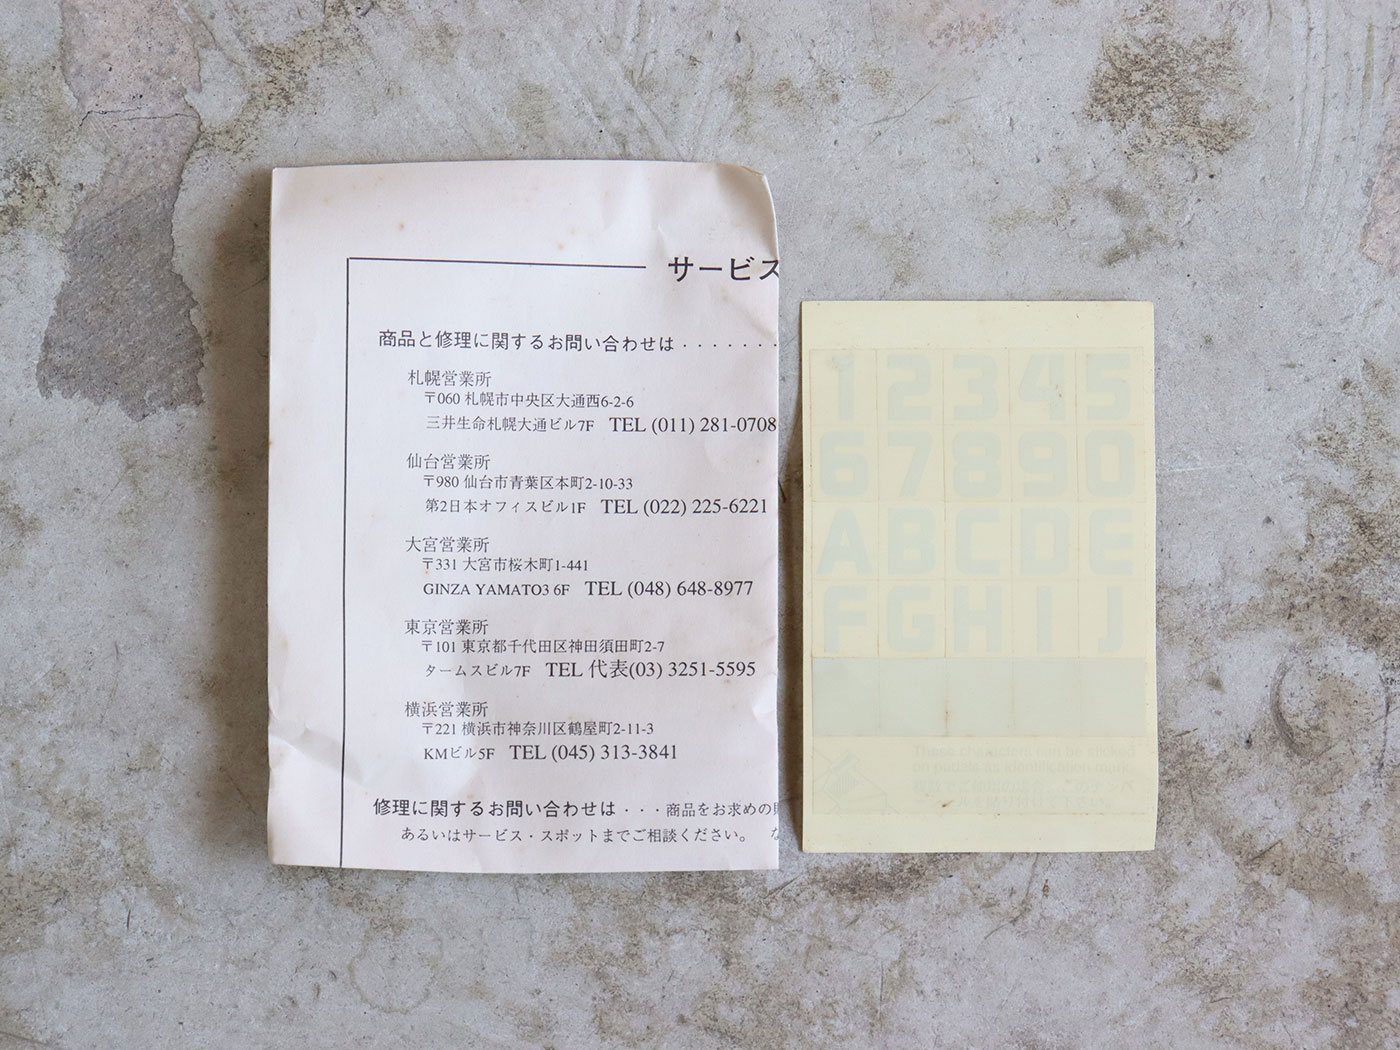 サービス
商品と修理に関するお問い合わせは・・・・・・・
札幌営業所
〒060 札幌市中央区大通西6-2-6
三井生命札幌大通ビル7F TEL (011) 281-0708
仙台営業所
〒980 仙台市青葉区本町2-10-33
第2日本オフィスビル1F TEL (022) 225-6221
大宮営業所
〒331 大宮市桜木町1-441
GINZA YAMATO3 6F TEL (048) 648-8977
東京営業所
〒101 東京都千代田区神田須田町2-7
タームスビル7F TEL 代表(03) 3251-5595
横浜営業所
〒221 横浜市神奈川区鶴屋町2-11-3
KMビル5F TEL (045) 313-3841
修理に関するお問い合わせは・・・商品をお求めの
あるいはサービス・スポットまでご相談ください。 な
1 2 3 4 5
6 7 8 9 0
A B C D E
F G H I J
These characters can be sticked
on pudate as identification mark.